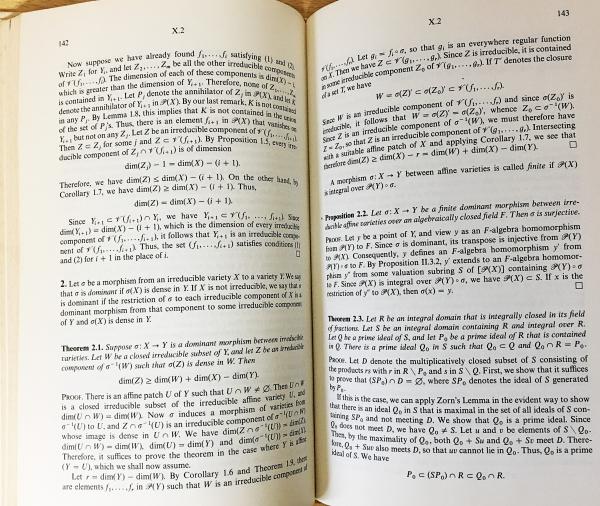 142
X.2
Now suppose we have already found f₁,...,fᵢ satisfying (1) and (2).
Write Z₁ for Yᵢ, and let Z₂,..., Zₘ be all the other irreducible components
of 𝒱(f₁,...,fᵢ). The dimension of each of these components is dim(X) − i,
which is greater than the dimension of Yᵢ₊₁. Therefore, none of Z₁,..., Zₘ
is contained in Yᵢ₊₁. Let Pⱼ denote the annihilator of Zⱼ in 𝒫(X), and let K
denote the annihilator of Yᵢ₊₁ in 𝒫(X). By our last remark, K is not contained
in any Pⱼ. By Lemma 1.8, this implies that K is not contained in the union
of the set of Pⱼ's. Thus, there is an element fᵢ₊₁ in 𝒫(X) that vanishes on
Yᵢ₊₁ but not on any Zⱼ. Let Z be an irreducible component of 𝒱(f₁,...,fᵢ₊₁).
Then Z ⊂ Zⱼ for some j and Z ⊂ 𝒱(fᵢ₊₁). By Proposition 1.5, every irre-
ducible component of Zⱼ ∩ 𝒱(fᵢ₊₁) is of dimension
dim(Zⱼ) − 1 = dim(X) − (i + 1).
Therefore, we have dim(Z) ≤ dim(X) − (i + 1). On the other hand, by
Corollary 1.7, we have dim(Z) ≥ dim(X) − (i + 1). Thus,
dim(Z) = dim(X) − (i + 1).
Since Yᵢ₊₁ ⊂ 𝒱(fᵢ₊₁) ∩ Yᵢ, we have Yᵢ₊₁ ⊂ 𝒱(f₁, ..., fᵢ₊₁). Since
dim(Yᵢ₊₁) = dim(X) − (i + 1), which is the dimension of every irreducible
component of 𝒱(f₁,...,fᵢ₊₁), it follows that Yᵢ₊₁ is an irreducible compo-
nent of 𝒱(f₁,...,fᵢ₊₁). Thus, the set (f₁,...,fᵢ₊₁) satisfies conditions (1)
and (2) for i + 1 in the place of i. □
2. Let σ be a morphism from an irreducible variety X to a variety Y. We say
that σ is dominant if σ(X) is dense in Y. If X is not irreducible, we say that σ
is dominant if the restriction of σ to each irreducible component of X is a
dominant morphism from that component to some irreducible component
of Y and σ(X) is dense in Y.
Theorem 2.1. Suppose σ: X → Y is a dominant morphism between irreducible
varieties. Let W be a closed irreducible subset of Y, and let Z be an irreducible
component of σ⁻¹(W) such that σ(Z) is dense in W. Then
dim(Z) ≥ dim(W) + dim(X) − dim(Y).
PROOF. There is an affine patch U of Y such that U ∩ W ≠ ∅. Then U ∩ W
is a closed irreducible subset of the irreducible affine variety U, and
dim(U ∩ W) = dim(W). Now σ induces a morphism of varieties from
σ⁻¹(U) to U, and Z ∩ σ⁻¹(U) is an irreducible component of σ⁻¹(U ∩ W)
whose image is dense in U ∩ W. We have dim(Z ∩ σ⁻¹(U)) = dim(Z),
dim(U ∩ W) = dim(W), dim(U) = dim(Y) and dim(σ⁻¹(U)) = dim(X).
Therefore, it suffices to prove the theorem in the case where Y is affine
(Y = U), which we shall now assume.
Let r = dim(Y) − dim(W). By Corollary 1.6 and Theorem 1.9, there
are elements f₁,...,fᵣ in 𝒫(Y) such that W is an irreducible component of
X.2
143
𝒱(f₁,...,fᵣ). Let gᵢ = fᵢ ∘ σ, so that gᵢ is an everywhere regular function
on X. Then we have Z ⊂ 𝒱(g₁,...,gᵣ). Since Z is irreducible, it is contained
in some irreducible component Z₀ of 𝒱(g₁,...,gᵣ). If T′ denotes the closure
of a set T, we have
W = σ(Z)′ ⊂ σ(Z₀)′ ⊂ 𝒱(f₁,...,fᵣ).
Since W is an irreducible component of 𝒱(f₁,...,fᵣ) and since σ(Z₀)′ is
irreducible, it follows that W = σ(Z)′ = σ(Z₀)′, whence Z₀ ⊂ σ⁻¹(W).
Since Z is an irreducible component of σ⁻¹(W), we must therefore have
Z = Z₀, so that Z is an irreducible component of 𝒱(g₁,...,gᵣ). Intersecting
with a suitable affine patch of X and applying Corollary 1.7, we see that
therefore dim(Z) ≥ dim(X) − r = dim(W) + dim(X) − dim(Y). □
A morphism σ: X → Y between affine varieties is called finite if 𝒫(X)
is integral over 𝒫(Y) ∘ σ.
Proposition 2.2. Let σ: X → Y be a finite dominant morphism between irre-
ducible affine varieties over an algebraically closed field F. Then σ is surjective.
PROOF. Let y be a point of Y, and view y as an F-algebra homomorphism
from 𝒫(Y) to F. Since σ is dominant, its transpose is injective from 𝒫(Y)
to 𝒫(X). Consequently, y defines an F-algebra homomorphism y′ from
𝒫(Y) ∘ σ to F. By Proposition II.3.2, y′ extends to an F-algebra homomor-
phism y″ from some valuation subring S of [𝒫(X)] containing 𝒫(Y) ∘ σ
to F. Since 𝒫(X) is integral over 𝒫(Y) ∘ σ, we have 𝒫(X) ⊂ S. If x is the
restriction of y″ to 𝒫(X), then σ(x) = y. □
Theorem 2.3. Let R be an integral domain that is integrally closed in its field
of fractions. Let S be an integral domain containing R and integral over R.
Let Q be a prime ideal of S, and let P₀ be a prime ideal of R that is contained
in Q. There is a prime ideal Q₀ in S such that Q₀ ⊂ Q and Q₀ ∩ R = P₀.
PROOF. Let D denote the multiplicatively closed subset of S consisting of
the products rs with r in R \ P₀ and s in S \ Q. First, we show that it suffices
to prove that (SP₀) ∩ D = ∅, where SP₀ denotes the ideal of S generated
by P₀.
If this is the case, we can apply Zorn's Lemma in the evident way to show
that there is an ideal Q₀ in S that is maximal in the set of all ideals of S con-
taining SP₀ and not meeting D. We show that Q₀ is a prime ideal. Since
Q₀ does not meet D, we have Q₀ ≠ S. Let u and v be elements of S \ Q₀.
Then, by the maximality of Q₀, both Q₀ + Su and Q₀ + Sv meet D. There-
fore, Q₀ + Suv also meets D, so that uv cannot lie in Q₀. Thus, Q₀ is a prime
ideal of S. We have
P₀ ⊂ (SP₀) ∩ R ⊂ Q₀ ∩ R.